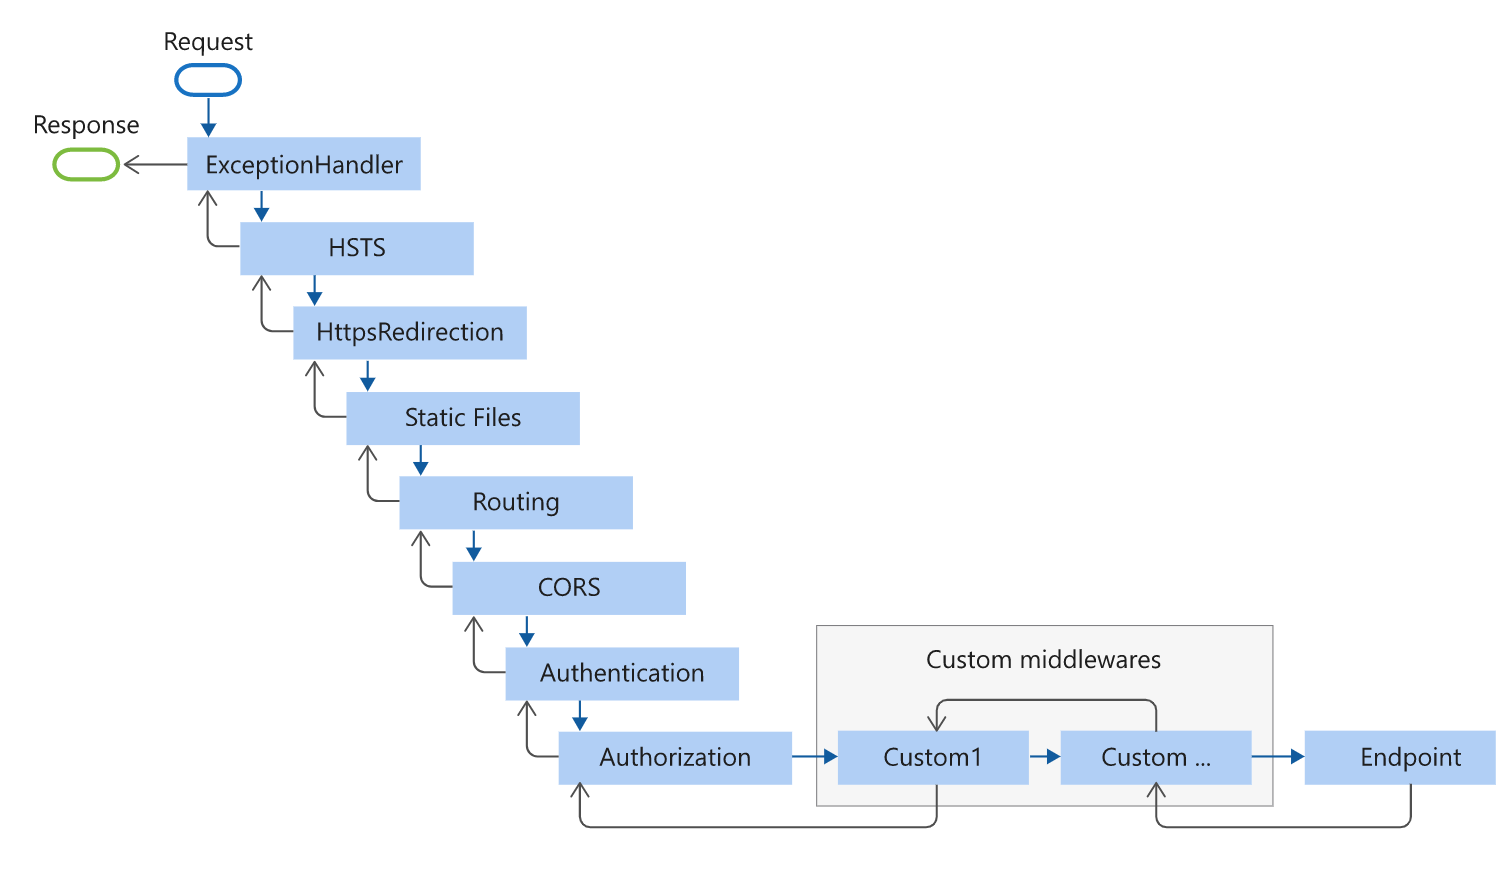 Request
Response
ExceptionHandler
HSTS
HttpsRedirection
Static Files
Routing
CORS
Authentication
Custom middlewares
Authorization
Custom1
Custom ...
Endpoint